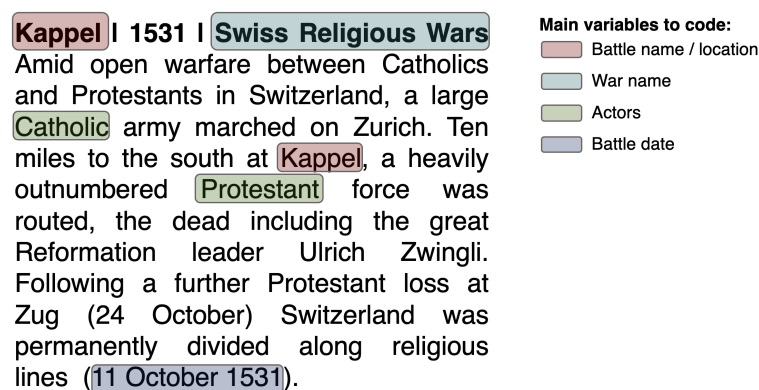 Kappel | 1531 | Swiss Religious Wars
Amid open warfare between Catholics
and Protestants in Switzerland, a large
Catholic army marched on Zurich. Ten
miles to the south at Kappel, a heavily
outnumbered Protestant force was
routed, the dead including the great
Reformation leader Ulrich Zwingli.
Following a further Protestant loss at
Zug (24 October) Switzerland was
permanently divided along religious
lines (11 October 1531).
Main variables to code:
Battle name / location
War name
Actors
Battle date